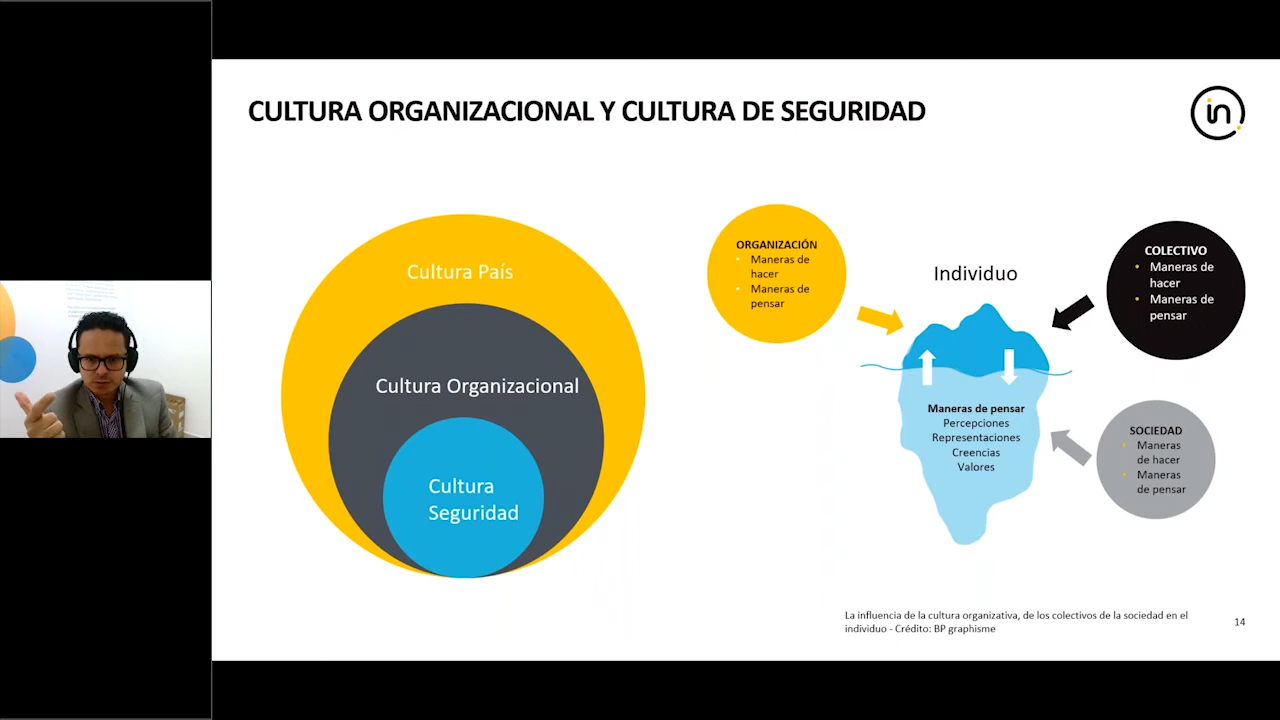 CULTURA ORGANIZACIONAL Y CULTURA DE SEGURIDAD
in
Cultura País
Cultura Organizacional
Cultura
Seguridad
ORGANIZACIÓN
• Maneras de
hacer
• Maneras de
pensar
Individuo
COLECTIVO
• Maneras de
hacer
• Maneras de
pensar
Maneras de pensar
Percepciones
Representaciones
Creencias
Valores
SOCIEDAD
• Maneras
de hacer
• Maneras
de pensar
La influencia de la cultura organizativa, de los colectivos de la sociedad en el
individuo - Crédito: BP graphisme
14